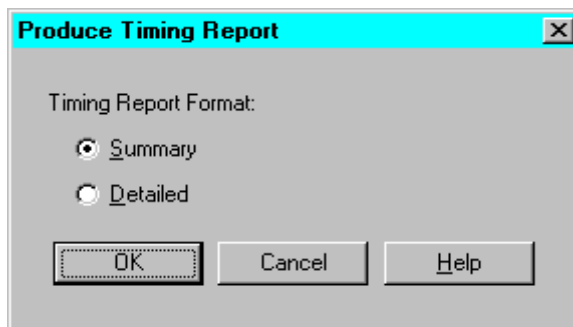 Produce Timing Report
Timing Report Format:
Summary
Detailed
OK Cancel Help